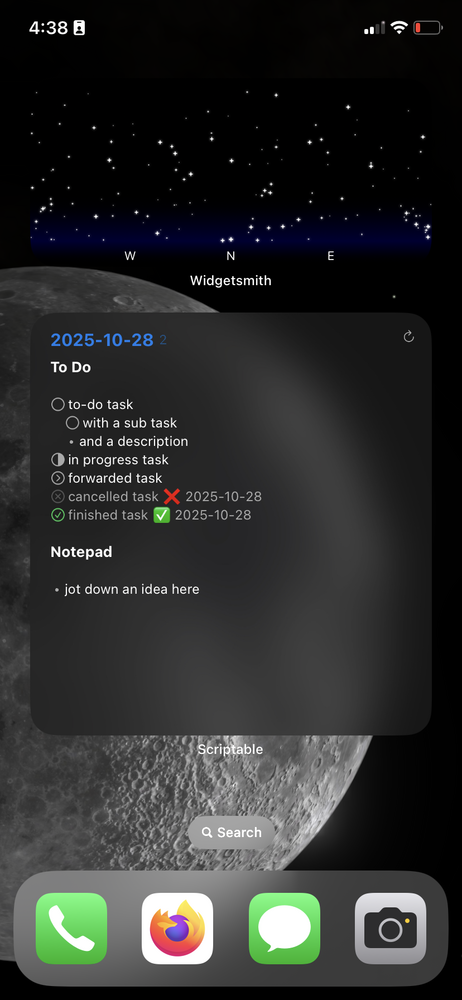 4:38
W N E
Widgetsmith
2025-10-28 2
To Do
to-do task
with a sub task
• and a description
in progress task
forwarded task
cancelled task ❌ 2025-10-28
finished task ✅ 2025-10-28
Notepad
• jot down an idea here
Scriptable
Search